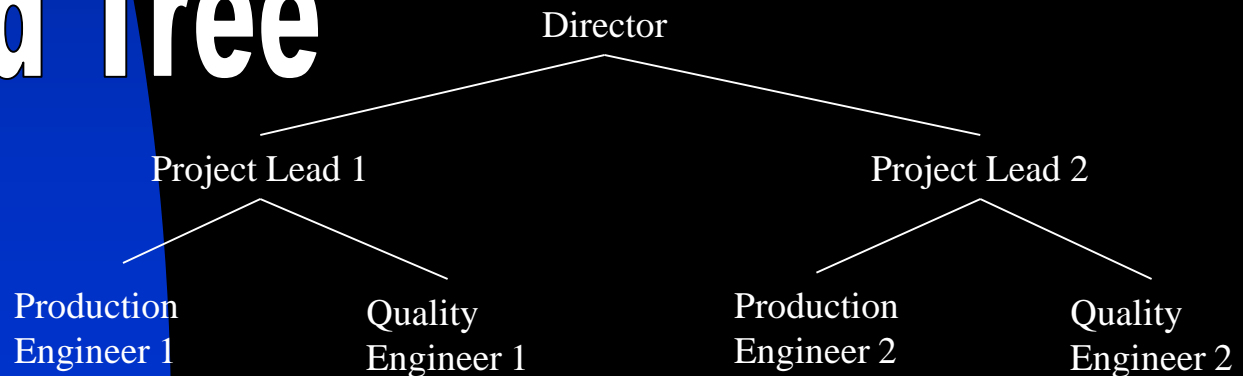 Tree
Director
Project Lead 1
Project Lead 2
Production
Engineer 1
Quality
Engineer 1
Production
Engineer 2
Quality
Engineer 2